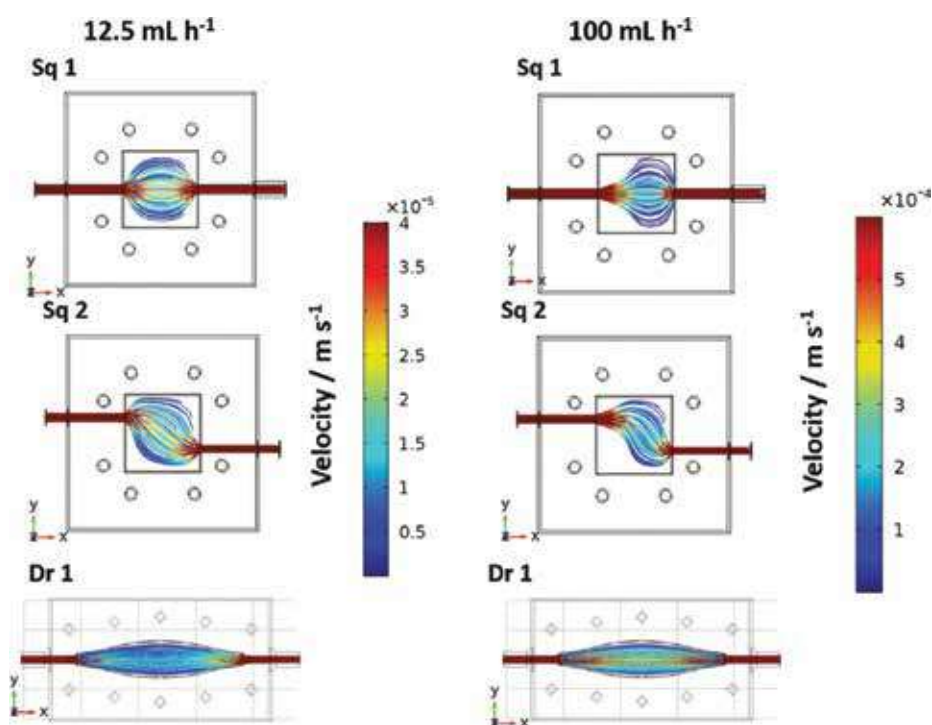 12.5 mL h⁻¹
100 mL h⁻¹
Sq 1
Sq 1
×10⁻⁵
4
3.5
3
2.5
2
1.5
1
0.5
Velocity / m s⁻¹
×10⁻⁴
5
4
3
2
1
Velocity / m s⁻¹
y
z x
y
z x
Sq 2
Sq 2
y
z x
y
z x
Dr 1
Dr 1
y
z x
y
z x